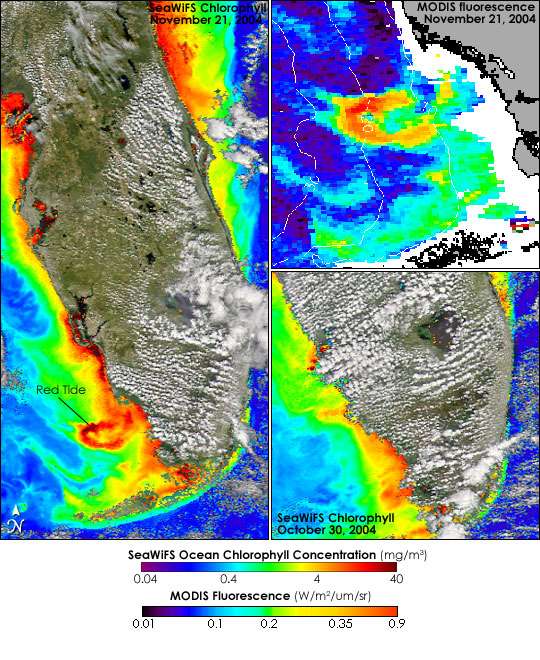 SeaWiFS Chlorophyll
November 21, 2004
MODIS fluorescence
November 21, 2004
Red Tide
N
SeaWiFS Chlorophyll
October 30, 2004
SeaWiFS Ocean Chlorophyll Concentration (mg/m³)
0.04 0.4 4 40
MODIS Fluorescence (W/m²/um/sr)
0.01 0.1 0.2 0.35 0.9